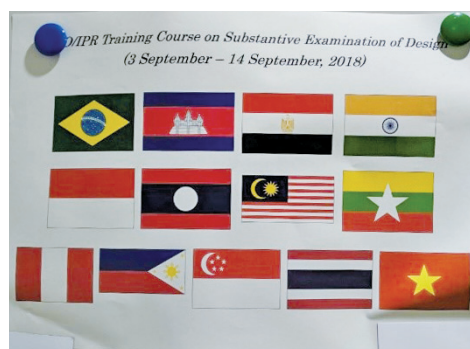 /IPR Training Course on Substantive Examination of Design
(3 September – 14 September, 2018)